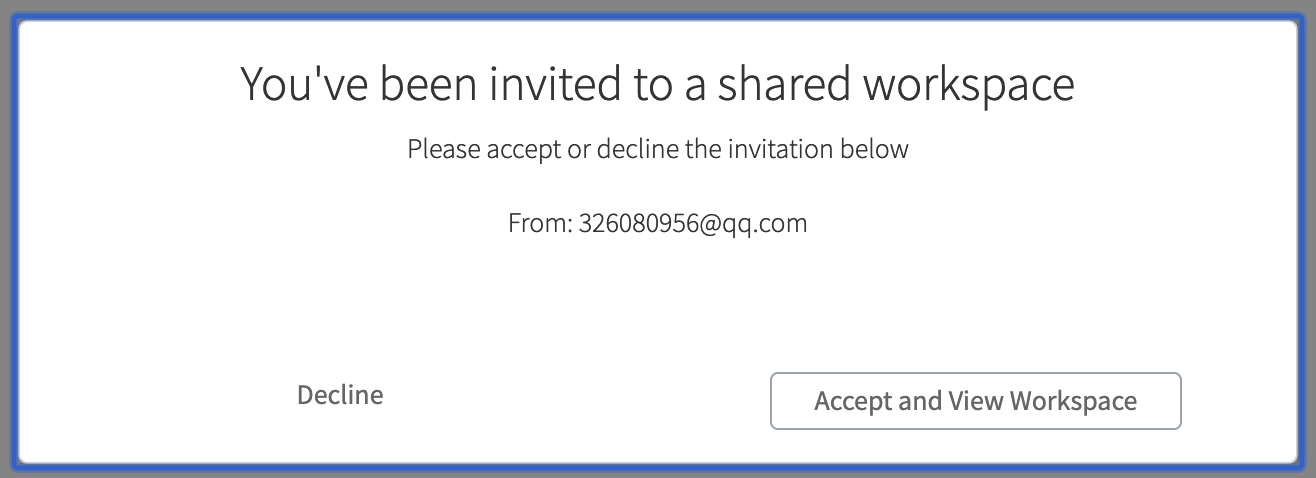 You've been invited to a shared workspace
Please accept or decline the invitation below
From: 326080956@qq.com
Decline
Accept and View Workspace